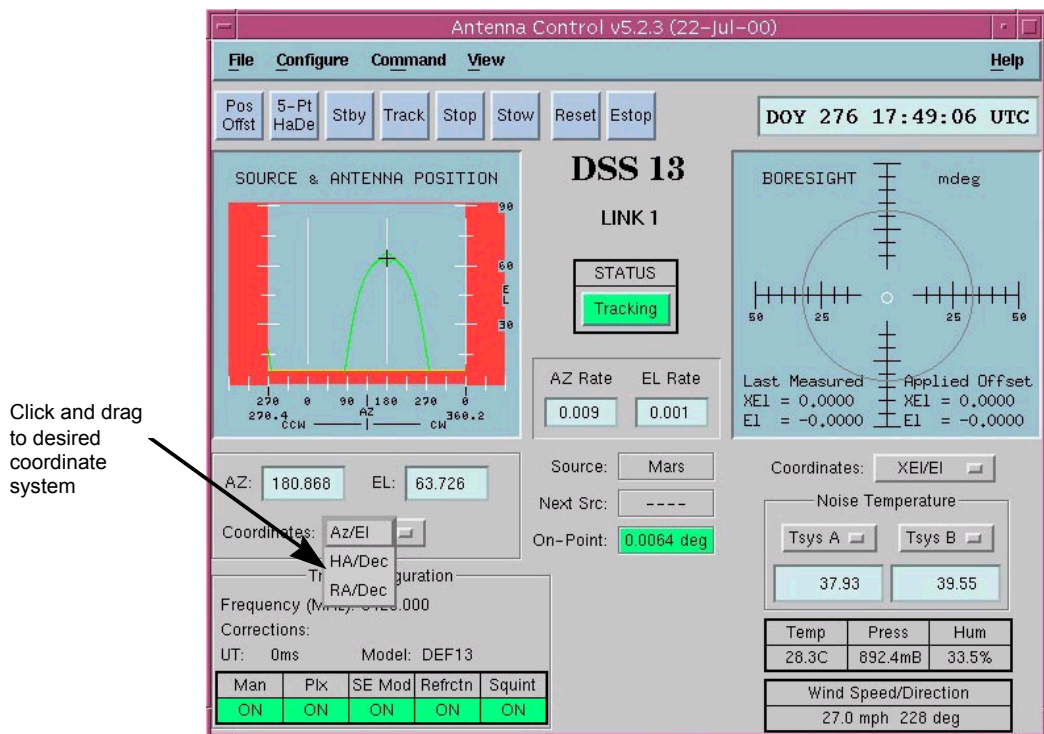 Antenna Control v5.2.3 (22-Jul-00)
File Configure Command View Help
Pos Offst
5-Pt HaDe
Stby
Track
Stop
Stow
Reset
Estop
DOY 276 17:49:06 UTC
SOURCE & ANTENNA POSITION
90
60
EL
30
270 0 90 180 270 0
270.4 AZ 360.2
CCW CW
DSS 13
LINK 1
STATUS
Tracking
AZ Rate EL Rate
0.009 0.001
BORESIGHT mdeg
50 25 25 50
Last Measured Applied Offset
XEl = 0.0000 XEl = 0.0000
El = -0.0000 El = -0.0000
Click and drag
to desired
coordinate
system
AZ: 180.868 EL: 63.726
Coordinates: Az/El
HA/Dec
RA/Dec
Source: Mars
Next Src: ----
On-Point: 0.0064 deg
Coordinates: XEl/El
Noise Temperature
Tsys A Tsys B
37.93 39.55
Frequency
Corrections:
UT: 0ms Model: DEF13
Man Plx SE Mod Refrctn Squint
ON ON ON ON ON
Temp Press Hum
28.3C 892.4mB 33.5%
Wind Speed/Direction
27.0 mph 228 deg